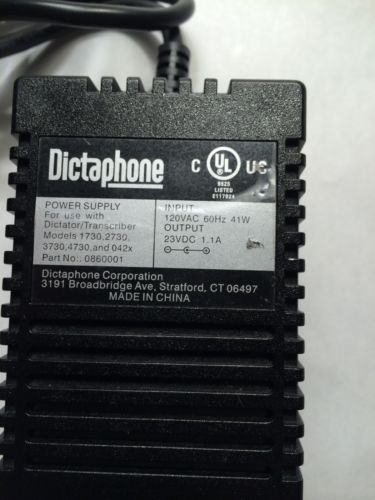 Dictaphone
C UL US
LISTED
POWER SUPPLY
For use with
Dictator/Transcriber
Models 1730,2730,
3730,4730,and 042x
Part No.: 0860001
INPUT
120VAC 60Hz 41W
OUTPUT
23VDC 1.1A
Dictaphone Corporation
3191 Broadbridge Ave, Stratford, CT 06497
MADE IN CHINA